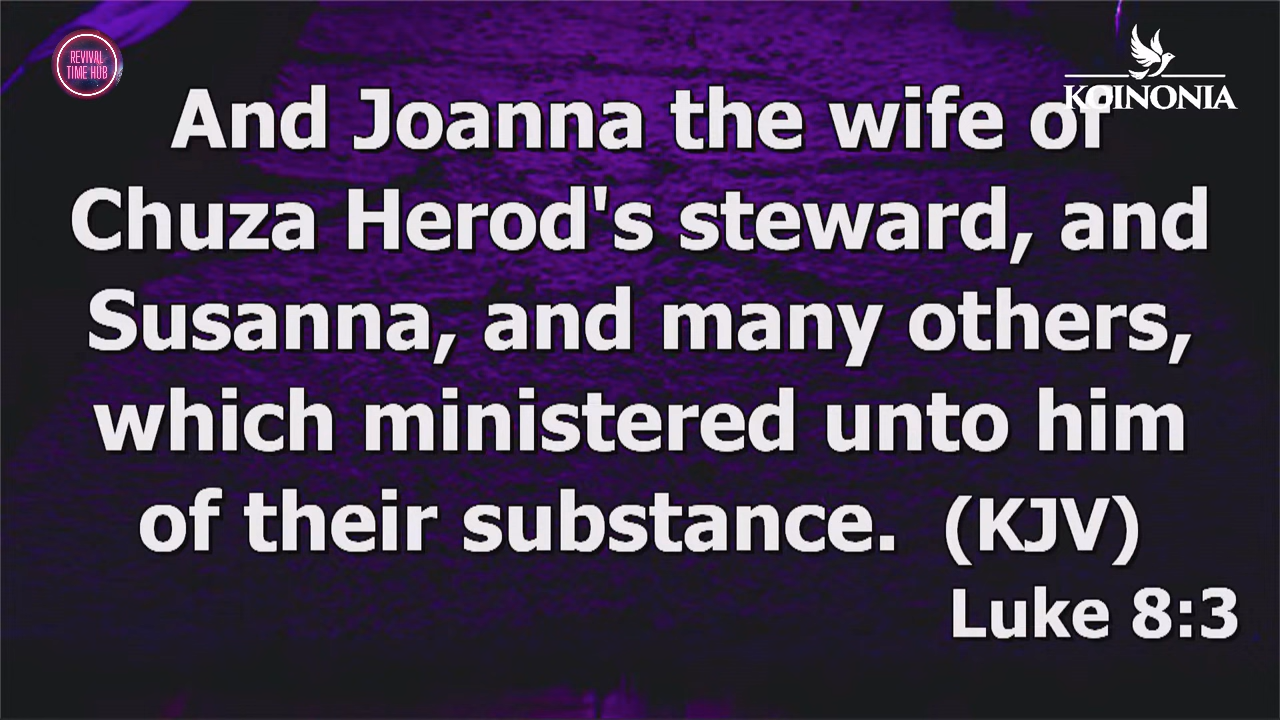 REVIVAL
TIME HUB
KOINONIA
And Joanna the wife of
Chuza Herod's steward, and
Susanna, and many others,
which ministered unto him
of their substance. (KJV)
Luke 8:3